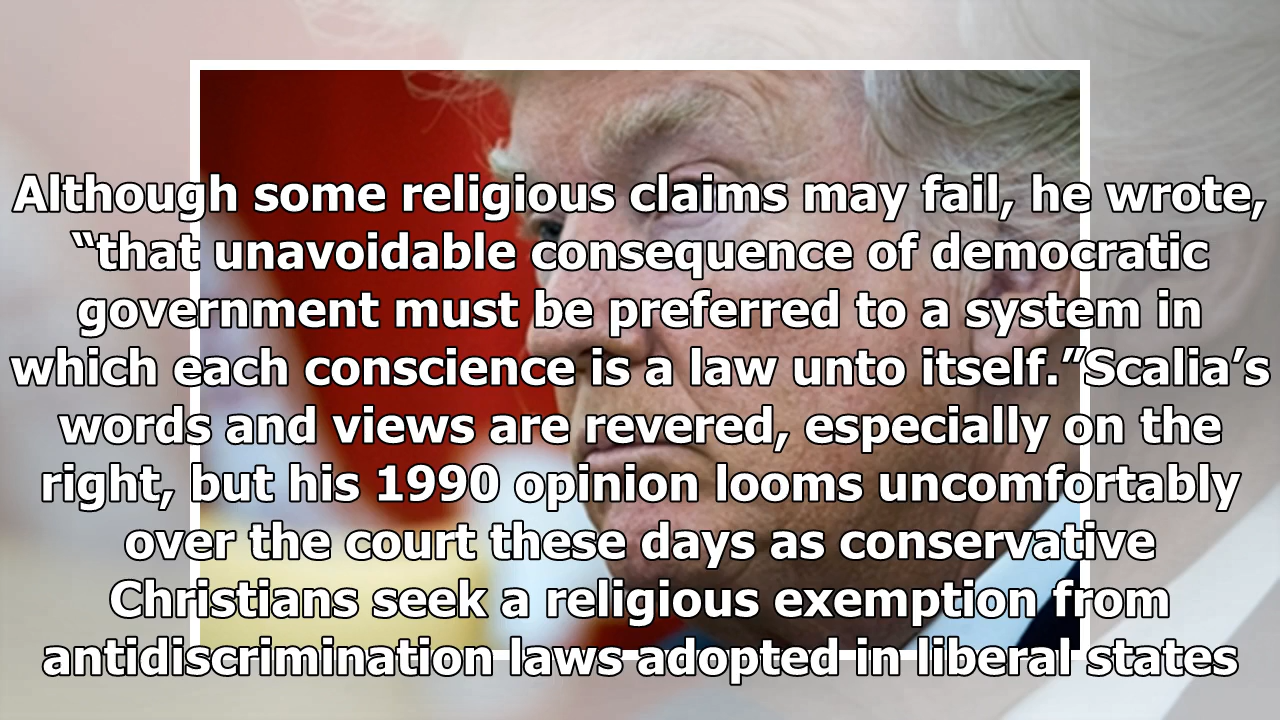 Although some religious claims may fail, he wrote,
“that unavoidable consequence of democratic
government must be preferred to a system in
which each conscience is a law unto itself.”Scalia’s
words and views are revered, especially on the
right, but his 1990 opinion looms uncomfortably
over the court these days as conservative
Christians seek a religious exemption from
antidiscrimination laws adopted in liberal states